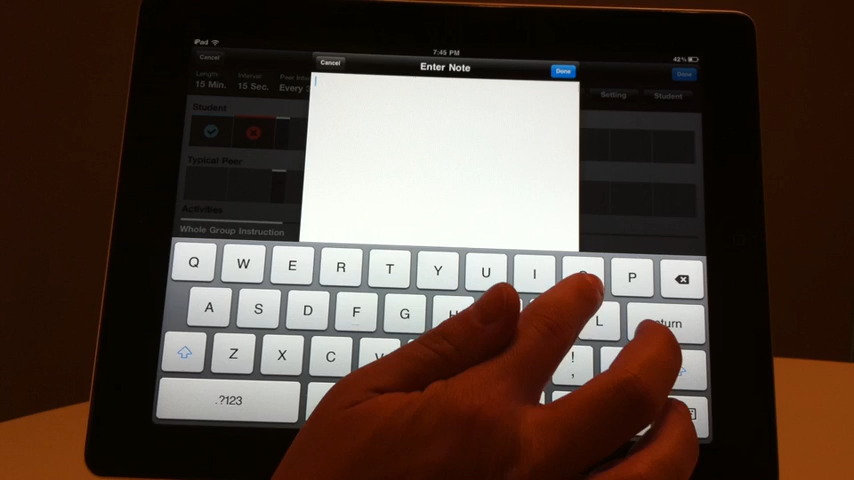 iPad
7:45 PM
42%
Cancel
Cancel
Enter Note
Done
Done
Length
Interval
Peer
15 Min.
15 Sec.
Every
Setting
Student
Student
Typical Peer
Activities
Whole Group Instruction
Q W E R T Y U I O P
A S D F G H L return
Z X C V ! ,
.?123